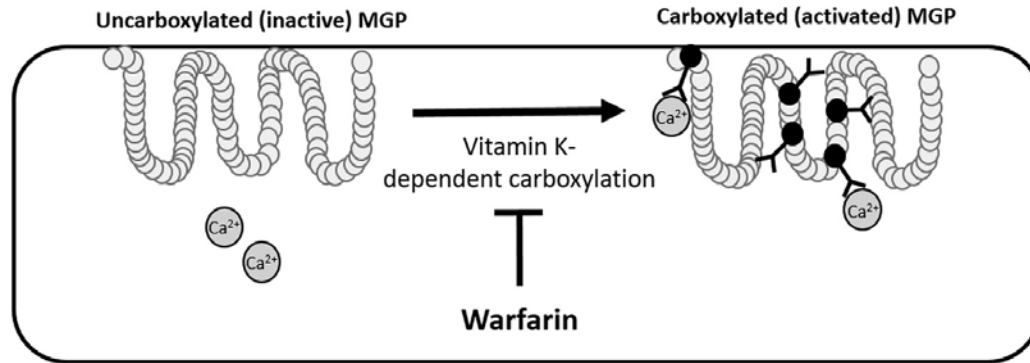 Uncarboxylated (inactive) MGP
Carboxylated (activated) MGP
Ca²⁺
Vitamin K-
dependent carboxylation
Ca²⁺
Ca²⁺
Ca²⁺
Warfarin